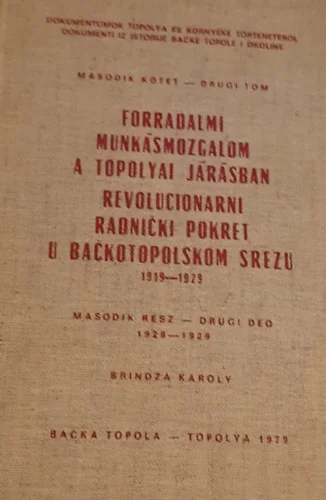 DOKUMENTUMOK TOPOLYA ÉS KÖRNYÉKE TÖRTÉNETÉBŐL
DOKUMENTI IZ ISTORIJE BAČKE TOPOLE I OKOLINE
MÁSODIK KÖTET — DRUGI TOM
FORRADALMI
MUNKÁSMOZGALOM
A TOPOLYAI JÁRÁSBAN
REVOLUCIONARNI
RADNIČKI POKRET
U BAČKOTOPOLSKOM SREZU
1919—1929
MÁSODIK RÉSZ — DRUGI DEO
1928—1929
BRINDZA KÁROLY
BAČKA TOPOLA — TOPOLYA 1979